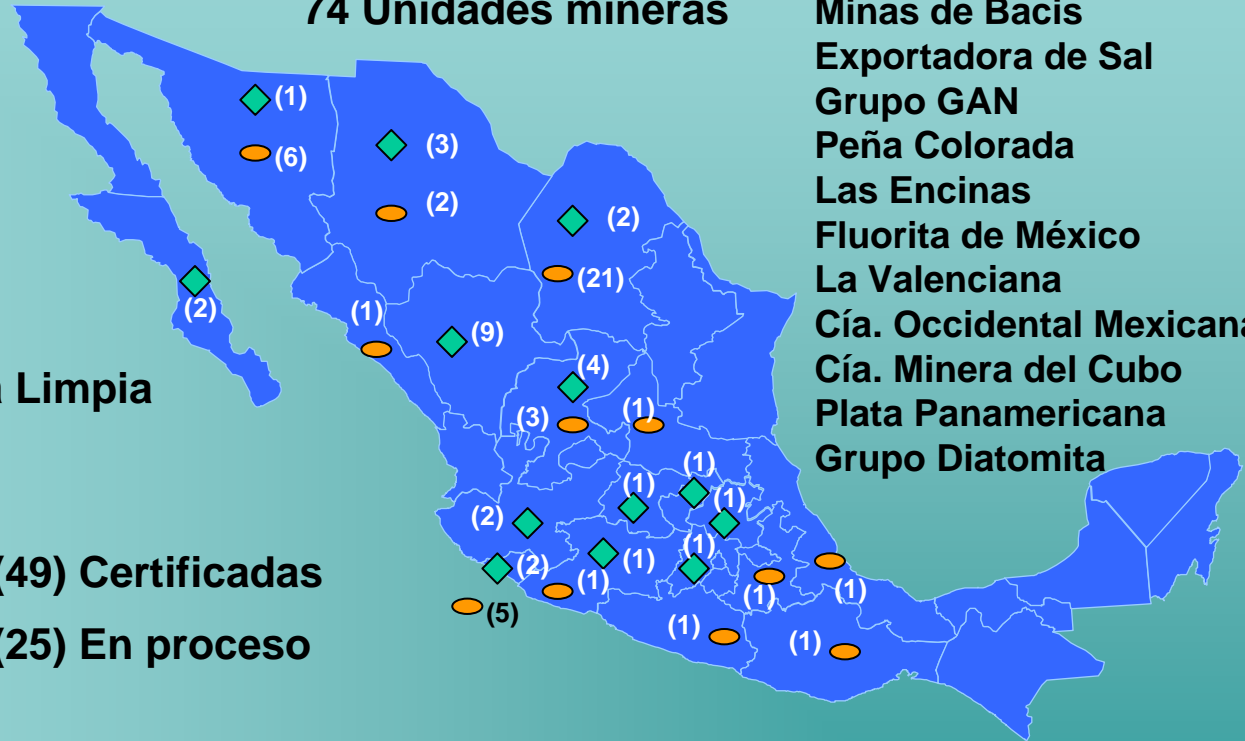 74 Unidades mineras
Minas de Bacis
Exportadora de Sal
Grupo GAN
Peña Colorada
Las Encinas
Fluorita de México
La Valenciana
Cía. Occidental Mexicana
Cía. Minera del Cubo
Plata Panamericana
Grupo Diatomita
(1)
(6)
(3)
(2)
(2)
(21)
(2)
(1)
(9)
(4)
(3)
(1)
a Limpia
(1)
(1)
(1)
(2)
(1)
(2)
(1)
(1)
(1)
(1)
(5)
(1)
(1)
(49) Certificadas
(25) En proceso